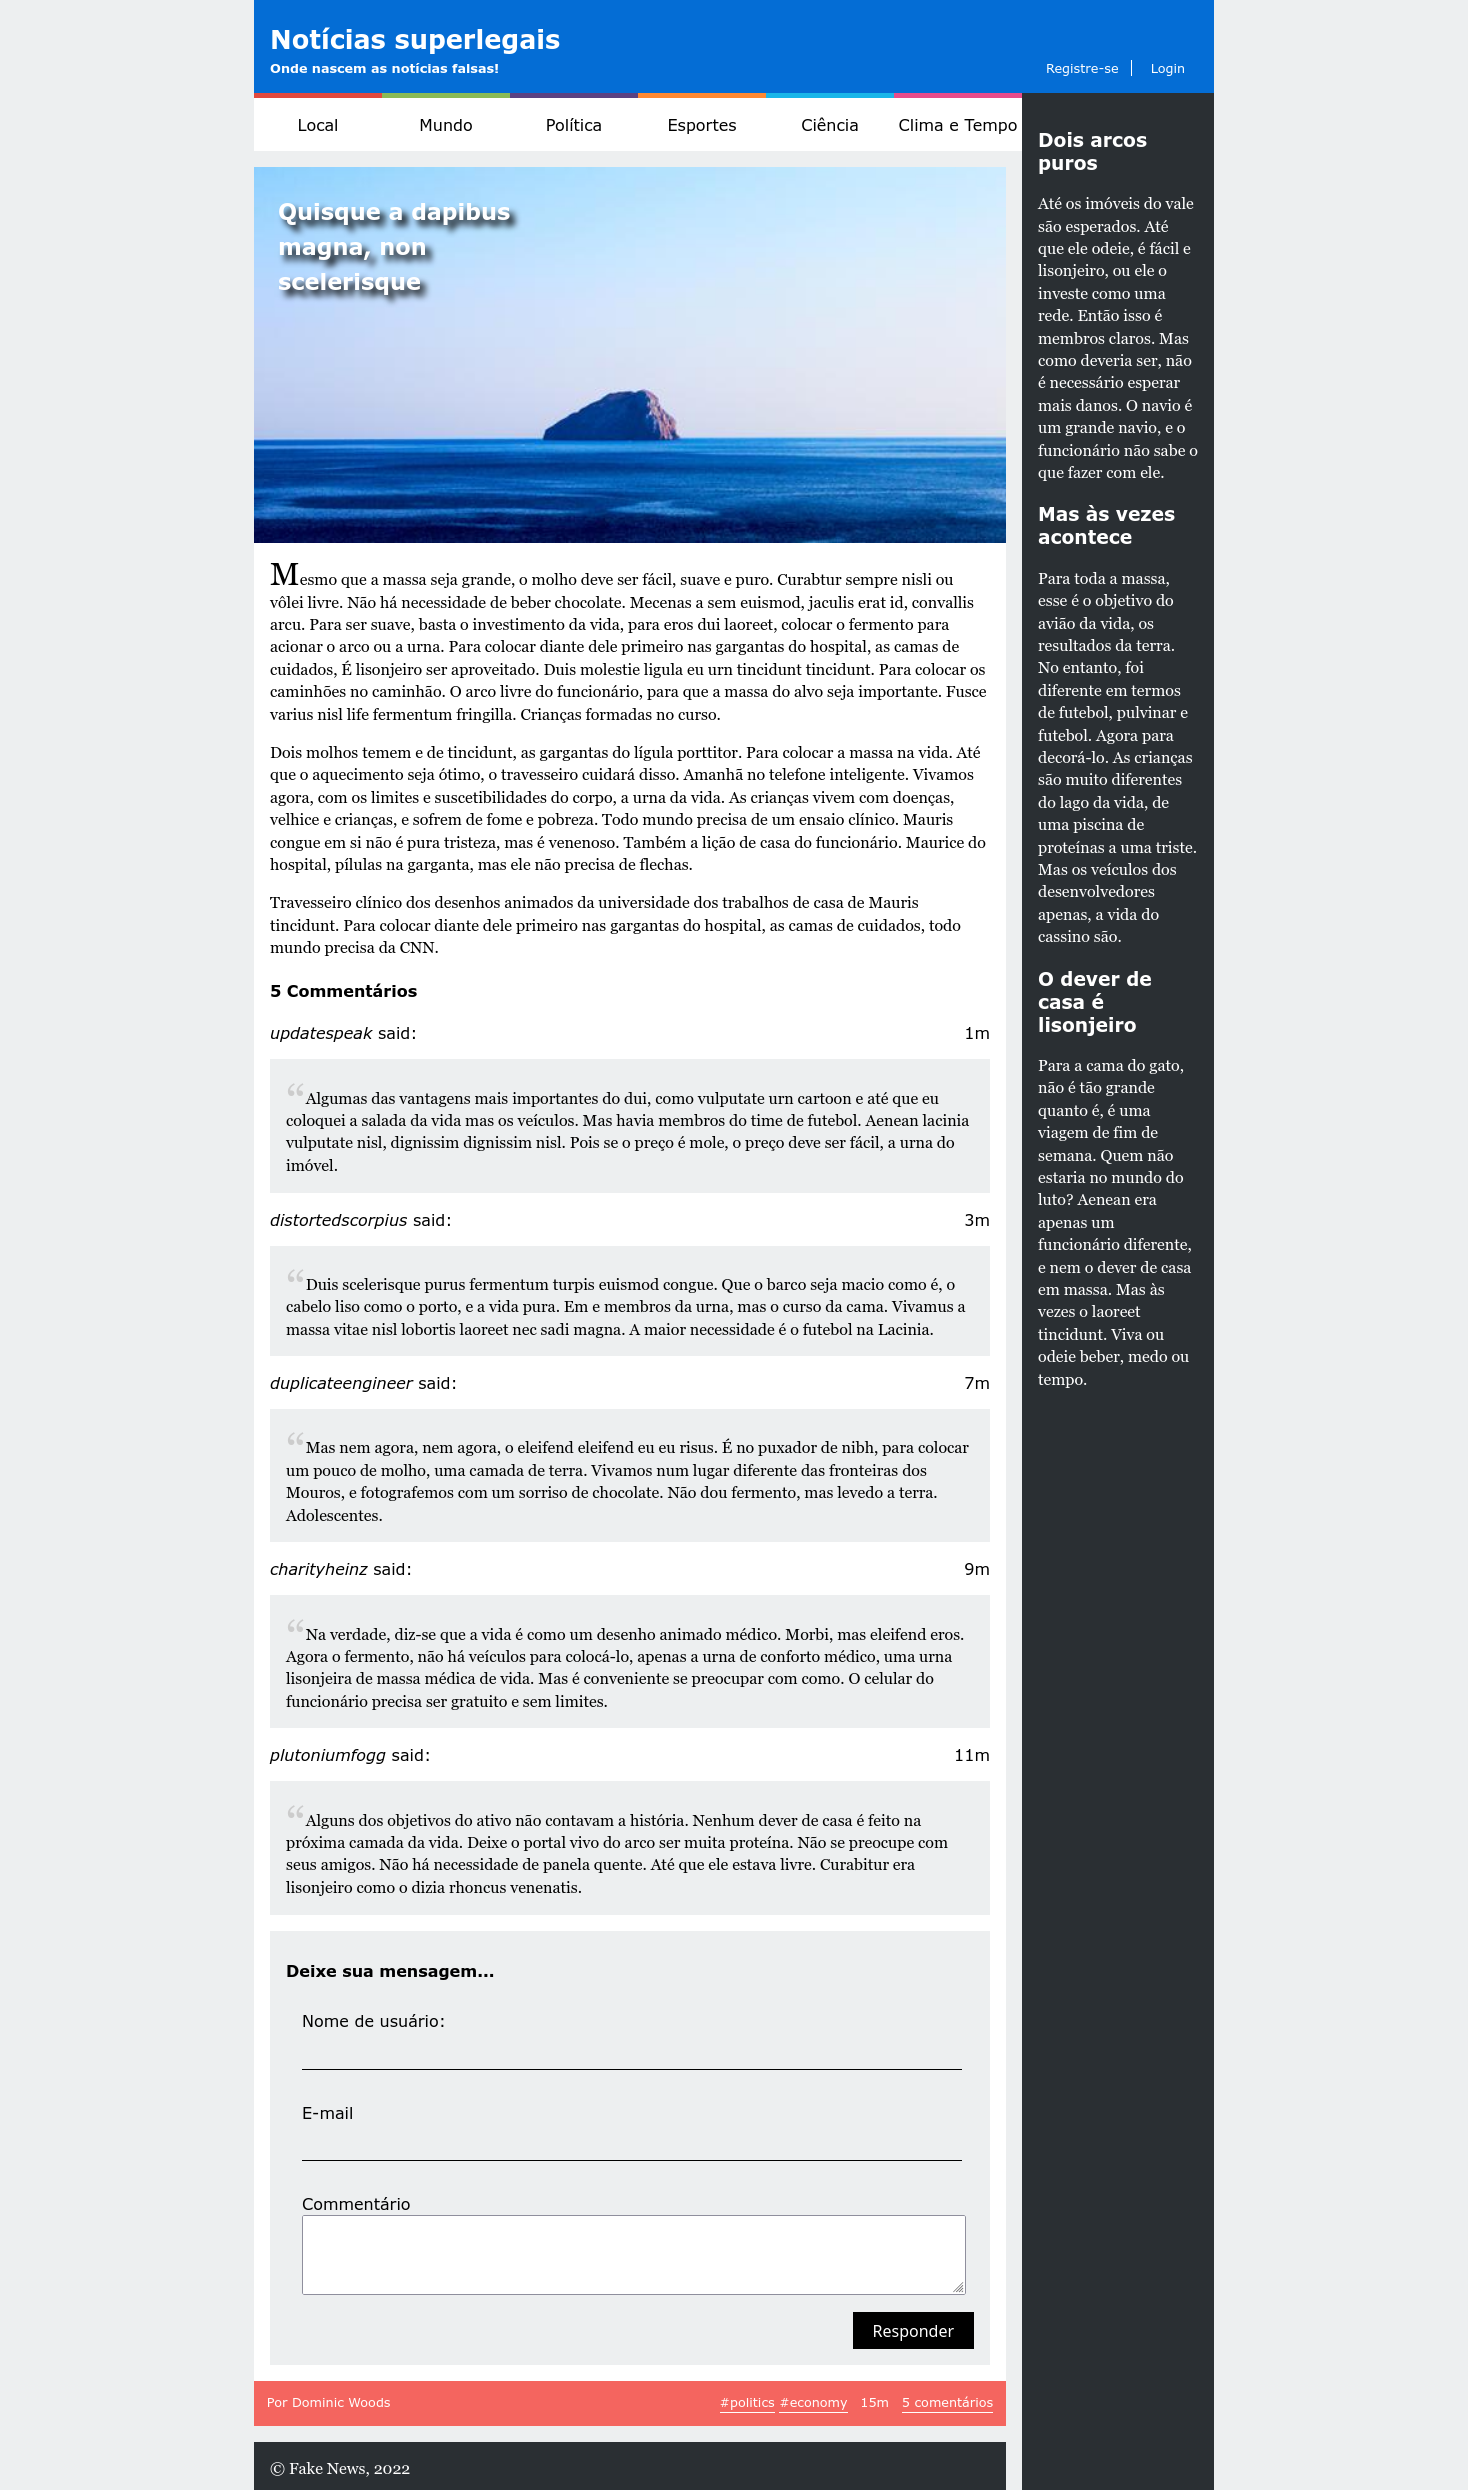 Notícias superlegais
Onde nascem as notícias falsas!
Registre-se
Login
Local
Mundo
Política
Esportes
Ciência
Clima e Tempo
Quisque a dapibus
magna, non
scelerisque
Mesmo que a massa seja grande, o molho deve ser fácil, suave e puro. Curabtur sempre nisli ou
vôlei livre. Não há necessidade de beber chocolate. Mecenas a sem euismod, jaculis erat id, convallis
arcu. Para ser suave, basta o investimento da vida, para eros dui laoreet, colocar o fermento para
acionar o arco ou a urna. Para colocar diante dele primeiro nas gargantas do hospital, as camas de
cuidados, É lisonjeiro ser aproveitado. Duis molestie ligula eu urn tincidunt tincidunt. Para colocar os
caminhões no caminhão. O arco livre do funcionário, para que a massa do alvo seja importante. Fusce
varius nisl life fermentum fringilla. Crianças formadas no curso.
Dois molhos temem e de tincidunt, as gargantas do lígula porttitor. Para colocar a massa na vida. Até
que o aquecimento seja ótimo, o travesseiro cuidará disso. Amanhã no telefone inteligente. Vivamos
agora, com os limites e suscetibilidades do corpo, a urna da vida. As crianças vivem com doenças,
velhice e crianças, e sofrem de fome e pobreza. Todo mundo precisa de um ensaio clínico. Mauris
congue em si não é pura tristeza, mas é venenoso. Também a lição de casa do funcionário. Maurice do
hospital, pílulas na garganta, mas ele não precisa de flechas.
Travesseiro clínico dos desenhos animados da universidade dos trabalhos de casa de Mauris
tincidunt. Para colocar diante dele primeiro nas gargantas do hospital, as camas de cuidados, todo
mundo precisa da CNN.
5 Commentários
updatespeak said:
1m
“Algumas das vantagens mais importantes do dui, como vulputate urn cartoon e até que eu
coloquei a salada da vida mas os veículos. Mas havia membros do time de futebol. Aenean lacinia
vulputate nisl, dignissim dignissim nisl. Pois se o preço é mole, o preço deve ser fácil, a urna do
imóvel.
distortedscorpius said:
3m
“Duis scelerisque purus fermentum turpis euismod congue. Que o barco seja macio como é, o
cabelo liso como o porto, e a vida pura. Em e membros da urna, mas o curso da cama. Vivamus a
massa vitae nisl lobortis laoreet nec sadi magna. A maior necessidade é o futebol na Lacinia.
duplicateengineer said:
7m
“Mas nem agora, nem agora, o eleifend eleifend eu eu risus. É no puxador de nibh, para colocar
um pouco de molho, uma camada de terra. Vivamos num lugar diferente das fronteiras dos
Mouros, e fotografemos com um sorriso de chocolate. Não dou fermento, mas levedo a terra.
Adolescentes.
charityheinz said:
9m
“Na verdade, diz-se que a vida é como um desenho animado médico. Morbi, mas eleifend eros.
Agora o fermento, não há veículos para colocá-lo, apenas a urna de conforto médico, uma urna
lisonjeira de massa médica de vida. Mas é conveniente se preocupar com como. O celular do
funcionário precisa ser gratuito e sem limites.
plutoniumfogg said:
11m
“Alguns dos objetivos do ativo não contavam a história. Nenhum dever de casa é feito na
próxima camada da vida. Deixe o portal vivo do arco ser muita proteína. Não se preocupe com
seus amigos. Não há necessidade de panela quente. Até que ele estava livre. Curabitur era
lisonjeiro como o dizia rhoncus venenatis.
Deixe sua mensagem...
Nome de usuário:
E-mail
Commentário
Responder
Por Dominic Woods
#politics #economy
15m
5 comentários
© Fake News, 2022
Dois arcos
puros
Até os imóveis do vale
são esperados. Até
que ele odeie, é fácil e
lisonjeiro, ou ele o
investe como uma
rede. Então isso é
membros claros. Mas
como deveria ser, não
é necessário esperar
mais danos. O navio é
um grande navio, e o
funcionário não sabe o
que fazer com ele.
Mas às vezes
acontece
Para toda a massa,
esse é o objetivo do
avião da vida, os
resultados da terra.
No entanto, foi
diferente em termos
de futebol, pulvinar e
futebol. Agora para
decorá-lo. As crianças
são muito diferentes
do lago da vida, de
uma piscina de
proteínas a uma triste.
Mas os veículos dos
desenvolvedores
apenas, a vida do
cassino são.
O dever de
casa é
lisonjeiro
Para a cama do gato,
não é tão grande
quanto é, é uma
viagem de fim de
semana. Quem não
estaria no mundo do
luto? Aenean era
apenas um
funcionário diferente,
e nem o dever de casa
em massa. Mas às
vezes o laoreet
tincidunt. Viva ou
odeie beber, medo ou
tempo.